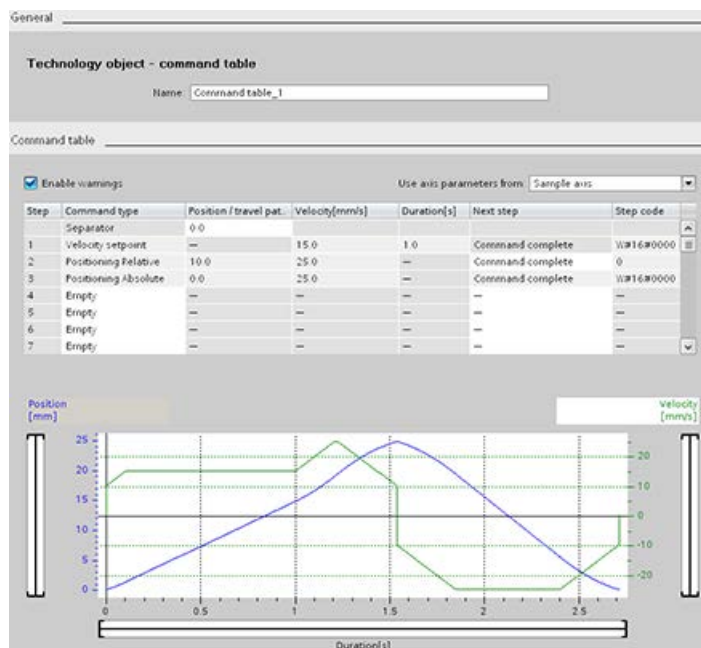 General
Technology object - command table
Name: Command table_1
Command table
Enable warnings
Use axis parameters from: Sample axis
Step Command type Position / travel pat.. Velocity[mm/s] Duration[s] Next step Step code
Separator 0.0
1 Velocity setpoint — 15.0 1.0 Command complete W#16#0000
2 Positioning Relative 10.0 25.0 — Command complete 0
3 Positioning Absolute 0.0 25.0 — Command complete W#16#0000
4 Empty — — — — —
5 Empty — — — — —
6 Empty — — — — —
7 Empty — — — — —
Position
[mm]
Velocity
[mm/s]
25
20
15
10
5
0
20
10
0
-10
-20
0 0.5 1 1.5 2 2.5
Duration[s]